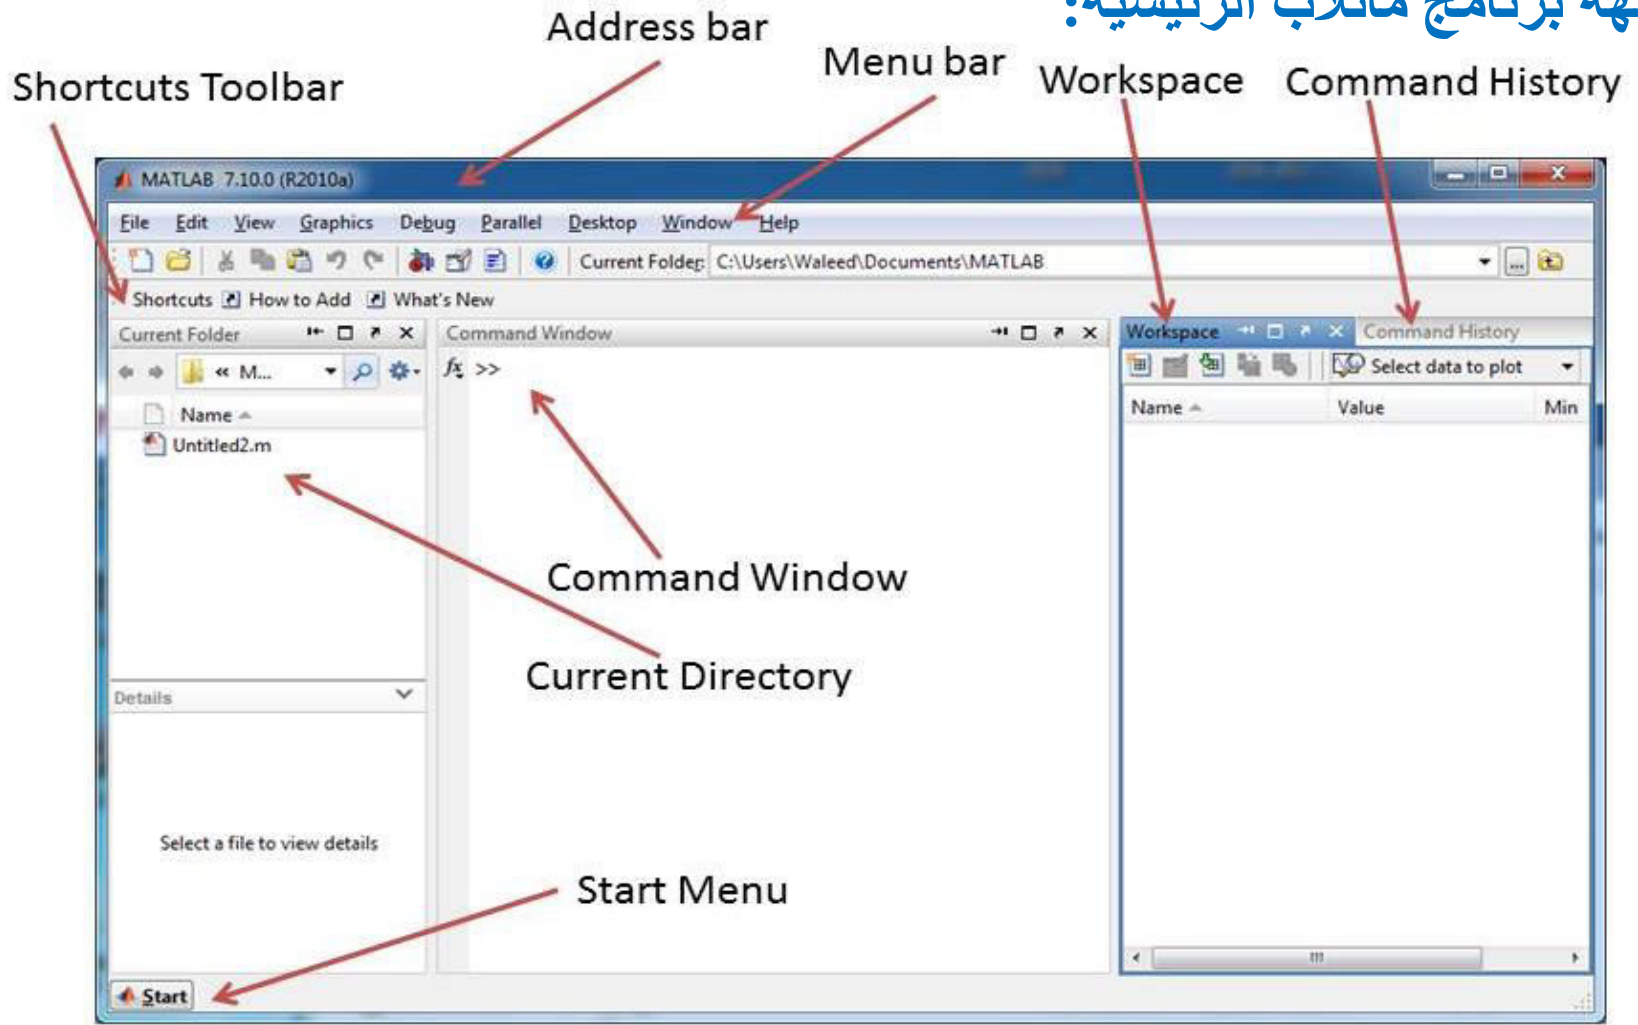 برنامج ماتلاب الرئيسية:
Address bar
Menu bar
Shortcuts Toolbar
Workspace
Command History
MATLAB 7.10.0 (R2010a)
File Edit View Graphics Debug Parallel Desktop Window Help
Current Folder: C:\Users\Waleed\Documents\MATLAB
Shortcuts How to Add What's New
Current Folder
« M...
Name
Untitled2.m
Details
Select a file to view details
Command Window
fx >>
Command Window
Current Directory
Start Menu
Workspace
Command History
Select data to plot
Name Value Min
Start